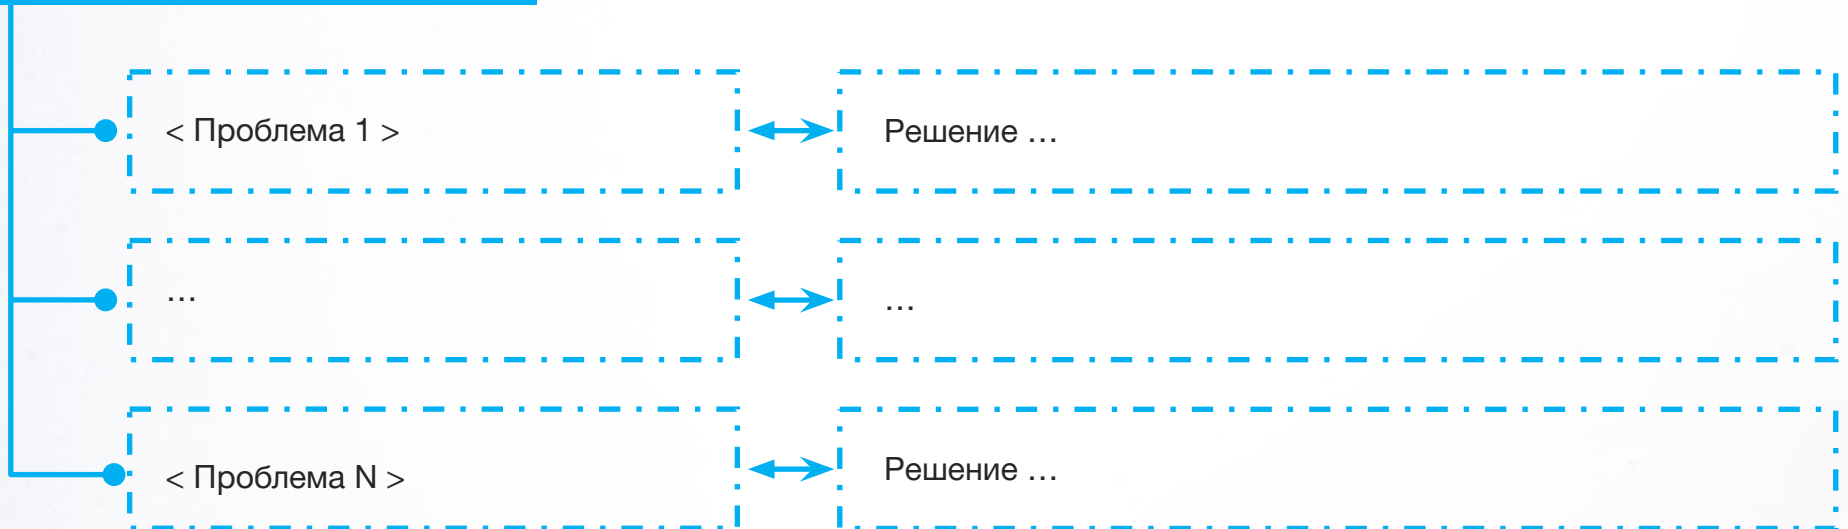 < Проблема 1 >
Решение …
…
…
< Проблема N >
Решение …